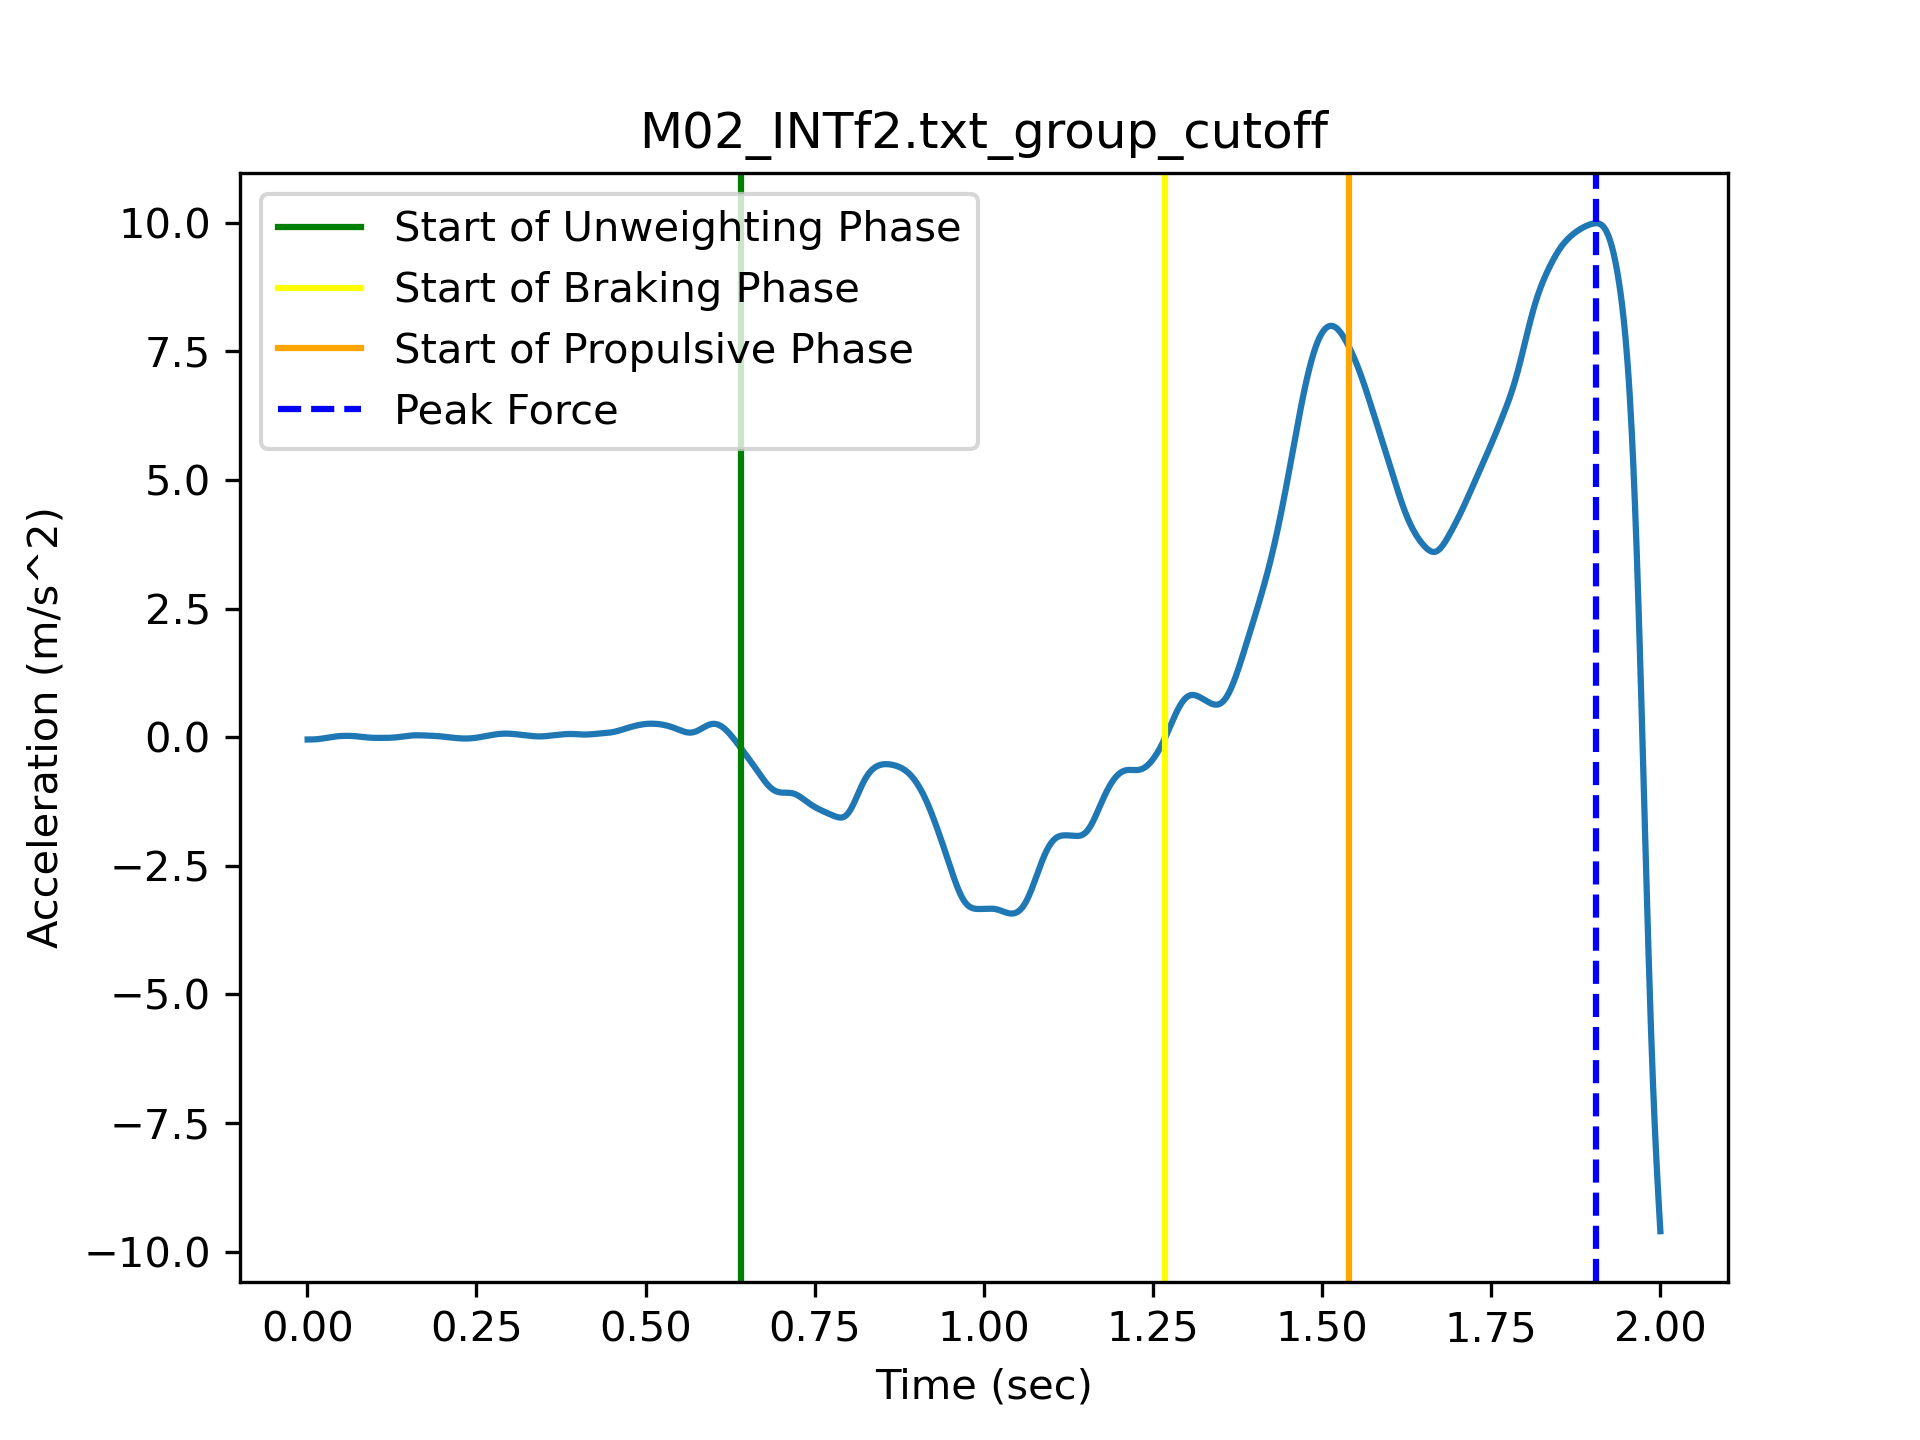 M02_INTf2.txt_group_cutoff
Start of Unweighting Phase
Start of Braking Phase
Start of Propulsive Phase
Peak Force
Acceleration (m/s^2)
10.0
7.5
5.0
2.5
0.0
−2.5
−5.0
−7.5
−10.0
0.00 0.25 0.50 0.75 1.00 1.25 1.50 1.75 2.00
Time (sec)